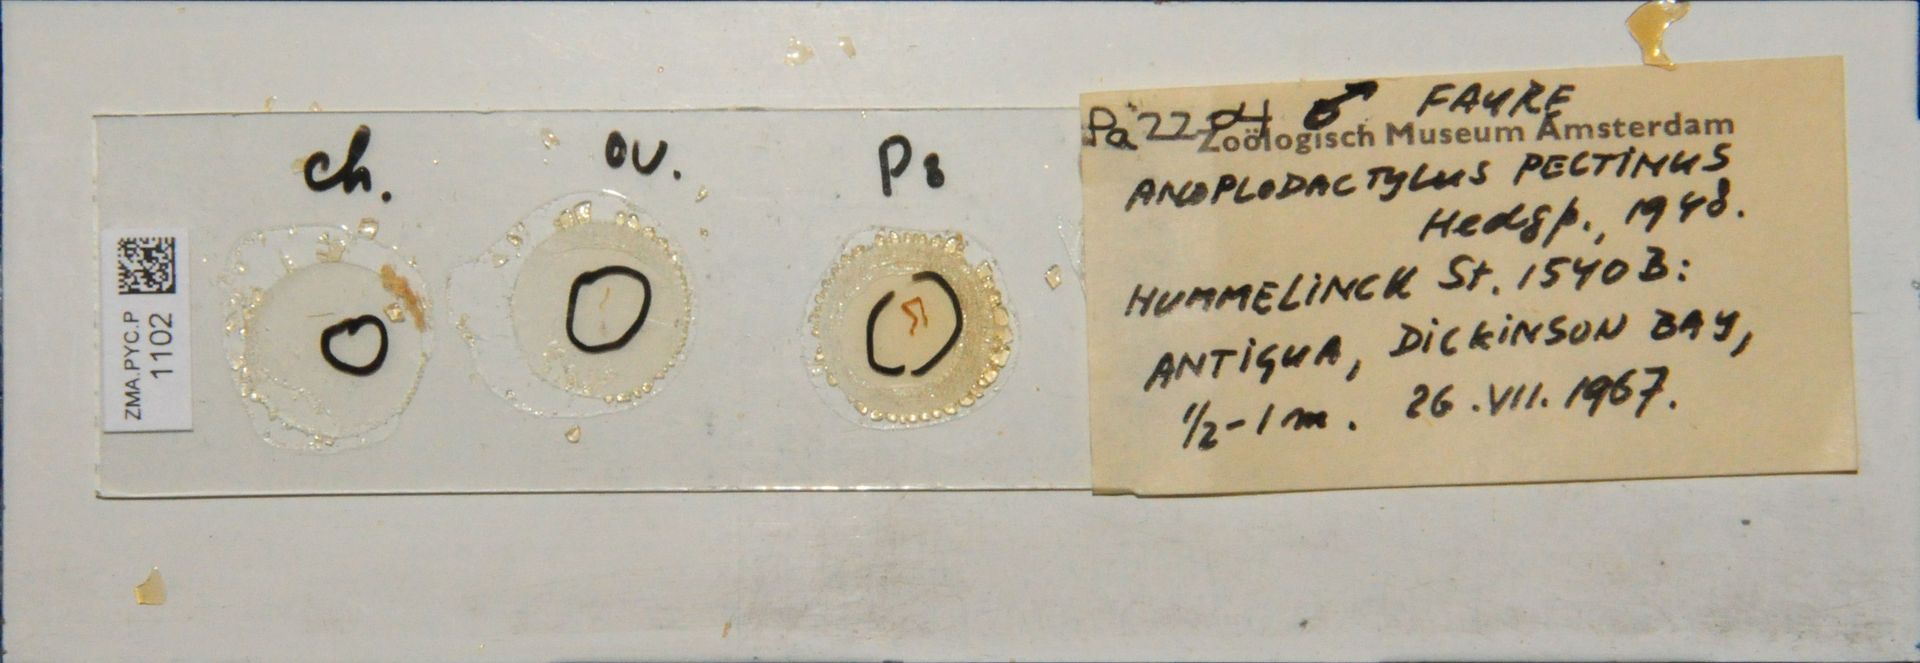 ch.
ov.
P8
ZMA.PYC.P
1102
Pa 2204 ♂ FAURE
Zoölogisch Museum Amsterdam
ANOPLODACTYLUS PECTINUS
Hedgp., 1948.
HUMMELINCK St. 1540B:
ANTIGUA, DICKINSON BAY,
½-1 m. 26.VII.1967.